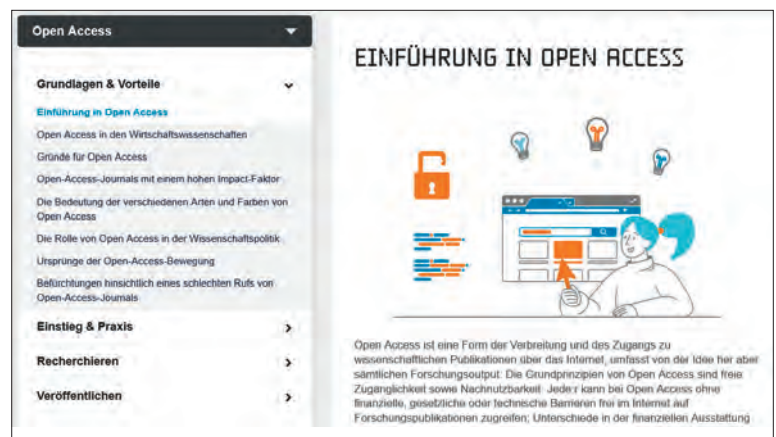 Open Access
Grundlagen & Vorteile
Einführung in Open Access
Open Access in den Wirtschaftswissenschaften
Gründe für Open Access
Open-Access-Journals mit einem hohen Impact-Faktor
Die Bedeutung der verschiedenen Arten und Farben von
Open Access
Die Rolle von Open Access in der Wissenschaftspolitik
Ursprünge der Open-Access-Bewegung
Befürchtungen hinsichtlich eines schlechten Rufs von
Open-Access-Journals
Einstieg & Praxis
Recherchieren
Veröffentlichen
EINFÜHRUNG IN OPEN ACCESS
Open Access ist eine Form der Verbreitung und des Zugangs zu
wissenschaftlichen Publikationen über das Internet, umfasst von der Idee her aber
sämtlichen Forschungsoutput. Die Grundprinzipien von Open Access sind freie
Zugänglichkeit sowie Nachnutzbarkeit. Jede:r kann bei Open Access ohne
finanzielle, gesetzliche oder technische Barrieren frei im Internet auf
Forschungspublikationen zugreifen; Unterschiede in der finanziellen Ausstattung